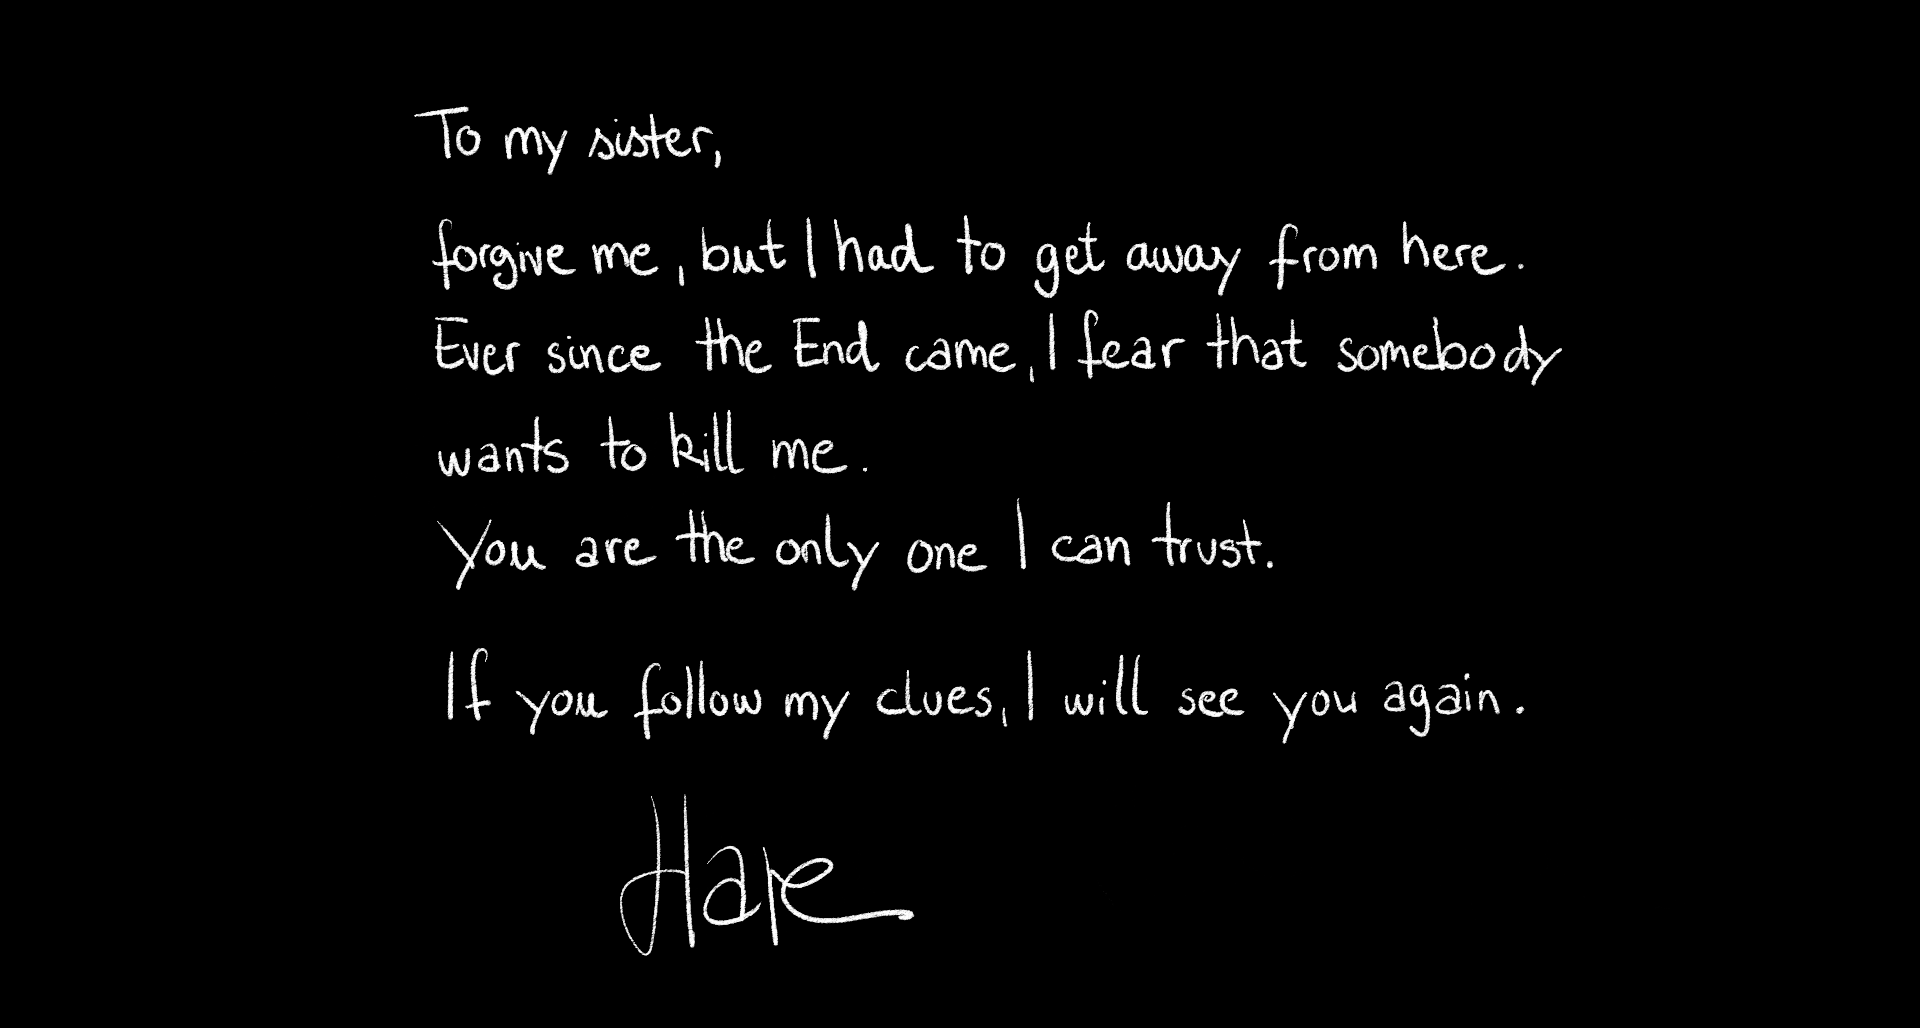 To my sister,
forgive me, but I had to get away from here.
Ever since the End came, I fear that somebody
wants to kill me.
You are the only one I can trust.
If you follow my clues, I will see you again.
Hare